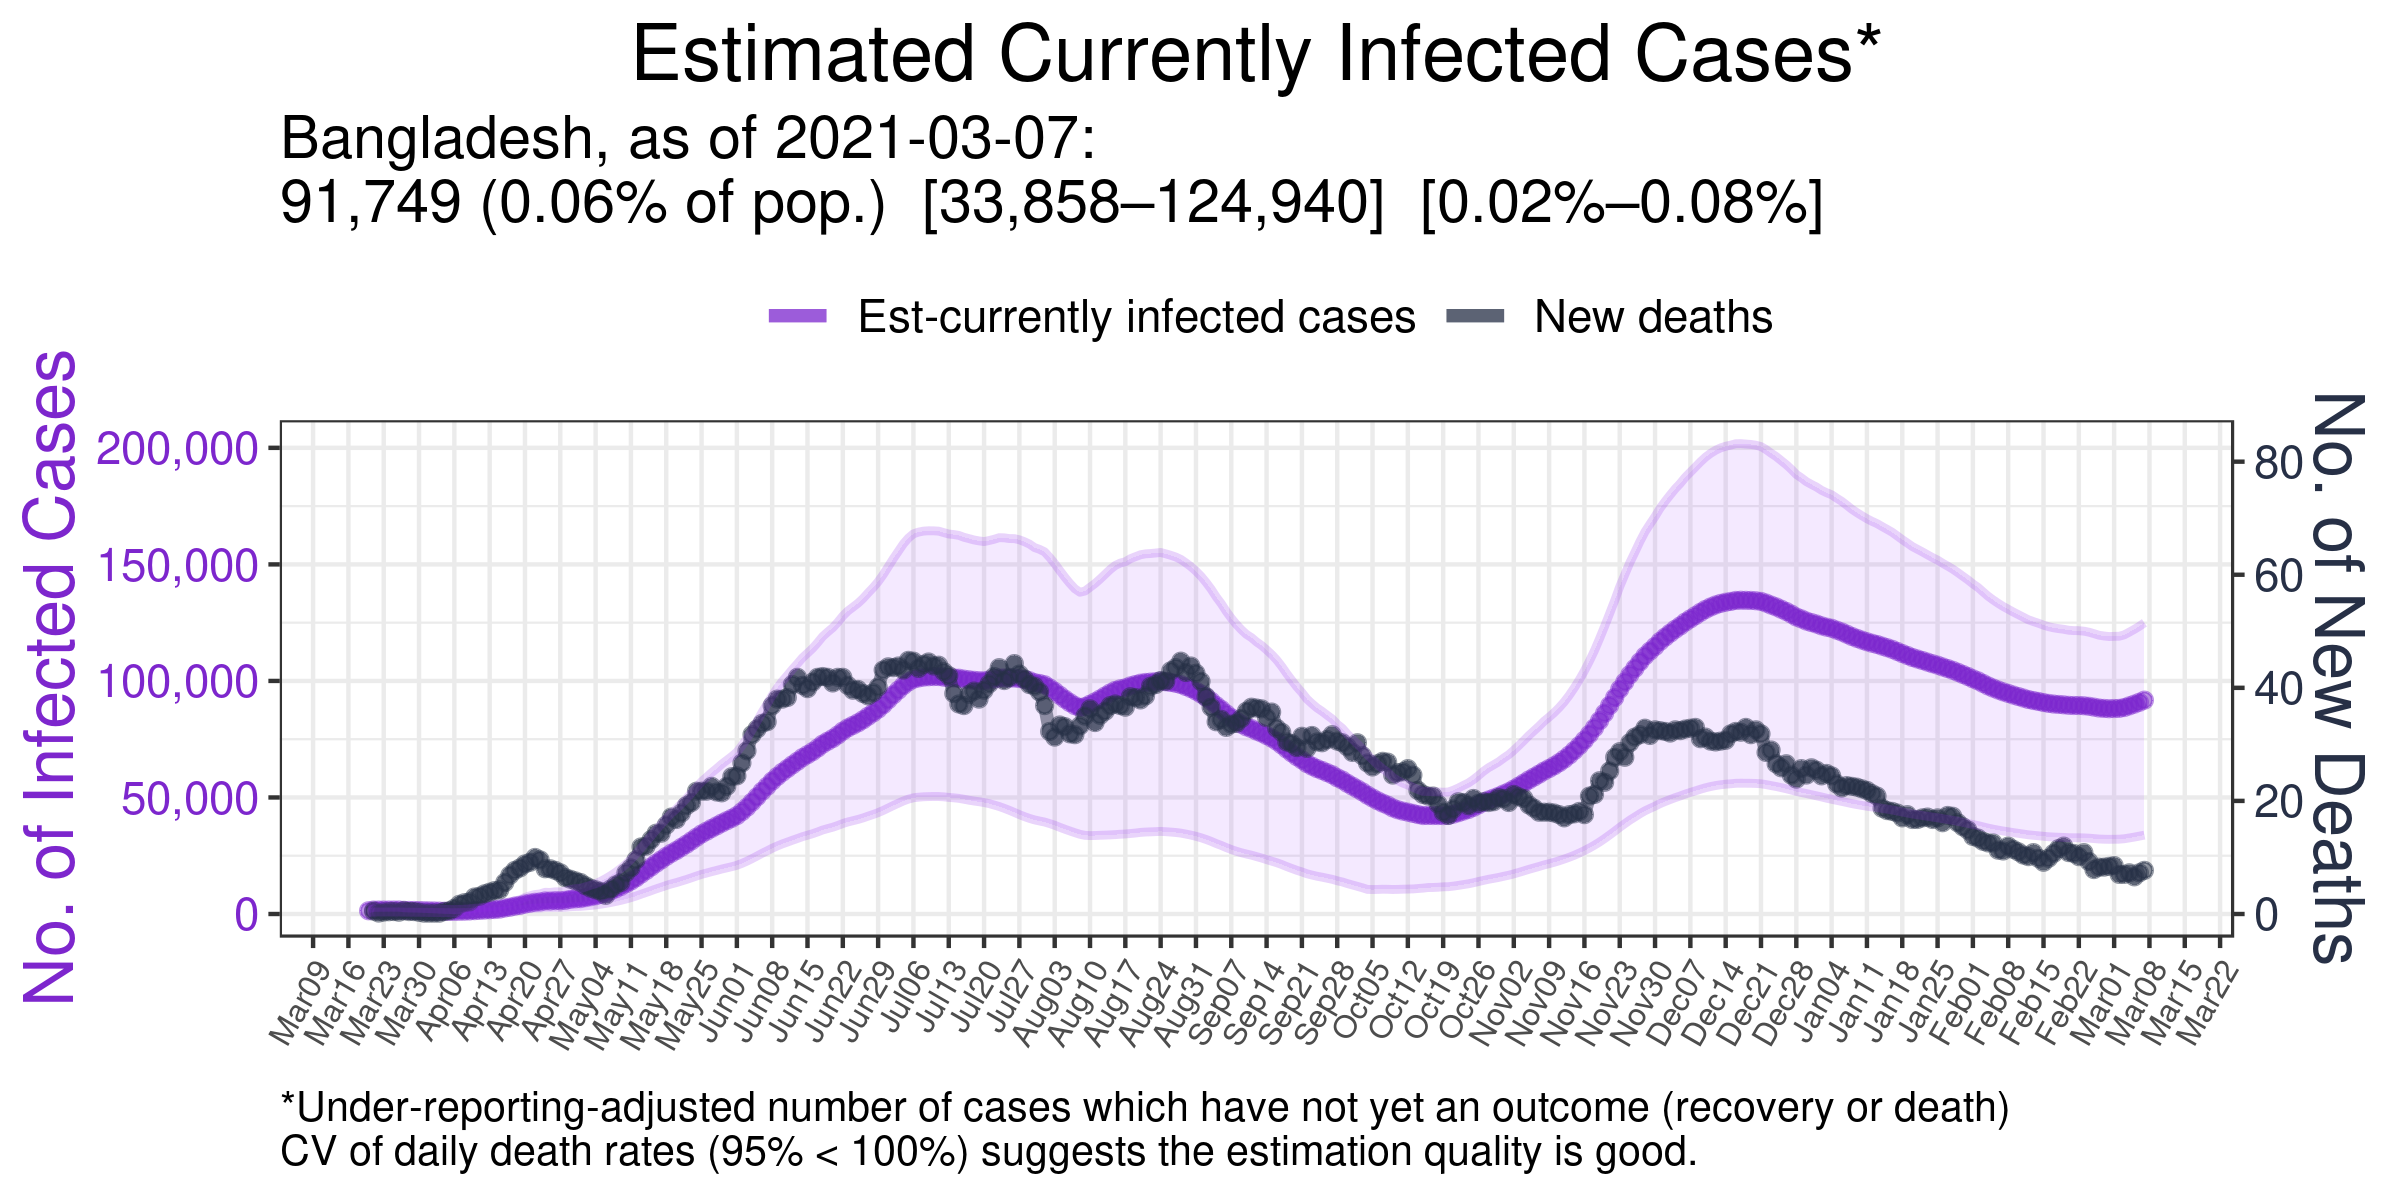 Estimated Currently Infected Cases*
Bangladesh, as of 2021-03-07:
91,749 (0.06% of pop.)  [33,858–124,940]  [0.02%–0.08%]
Est-currently infected cases
New deaths
No. of Infected Cases
200,000
150,000
100,000
50,000
0
80
60
40
20
0
No. of New Deaths
Mar09
Mar16
Mar23
Mar30
Apr06
Apr13
Apr20
Apr27
May04
May11
May18
May25
Jun01
Jun08
Jun15
Jun22
Jun29
Jul06
Jul13
Jul20
Jul27
Aug03
Aug10
Aug17
Aug24
Aug31
Sep07
Sep14
Sep21
Sep28
Oct05
Oct12
Oct19
Oct26
Nov02
Nov09
Nov16
Nov23
Nov30
Dec07
Dec14
Dec21
Dec28
Jan04
Jan11
Jan18
Jan25
Feb01
Feb08
Feb15
Feb22
Mar01
Mar08
Mar15
Mar22
*Under-reporting-adjusted number of cases which have not yet an outcome (recovery or death)
CV of daily death rates (95% < 100%) suggests the estimation quality is good.